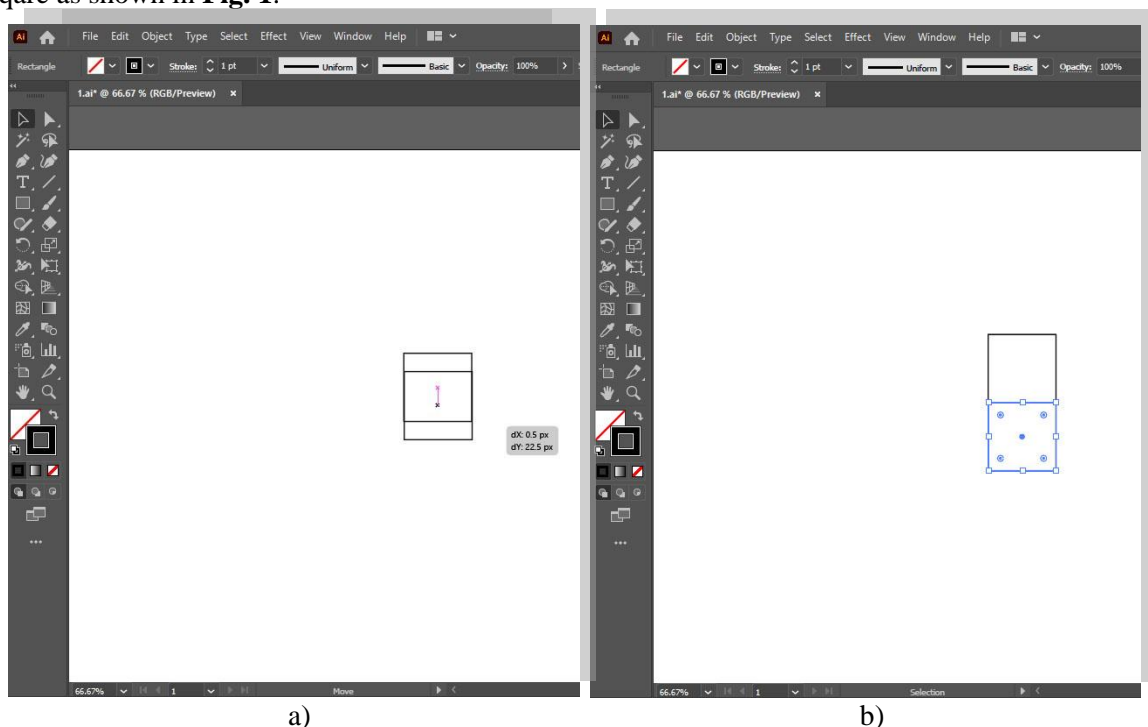 qare as shown in Fig. 1.
Ai File Edit Object Type Select Effect View Window Help
Rectangle Stroke: 1 pt Uniform Basic Opacity: 100%
1.ai* @ 66.67 % (RGB/Preview) ×
dX: 0.5 px
dY: 22.5 px
66.67% 1 Move
a)
Ai File Edit Object Type Select Effect View Window Help
Rectangle Stroke: 1 pt Uniform Basic Opacity: 100%
1.ai* @ 66.67 % (RGB/Preview) ×
66.67% 1 Selection
b)